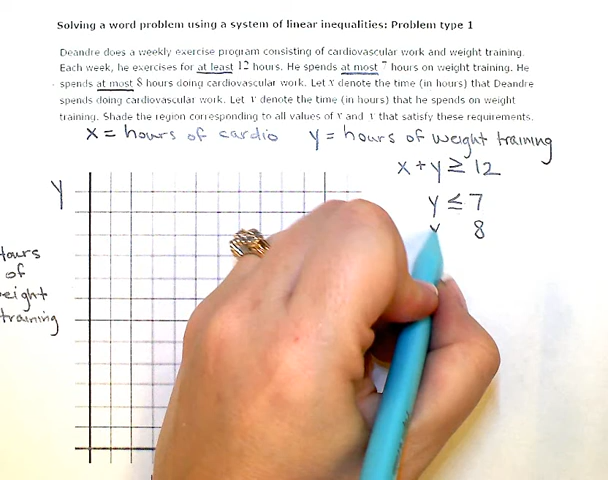 Solving a word problem using a system of linear inequalities: Problem type 1
Deandre does a weekly exercise program consisting of cardiovascular work and weight training.
Each week, he exercises for at least 12 hours. He spends at most 7 hours on weight training. He
spends at most 8 hours doing cardiovascular work. Let x denote the time (in hours) that Deandre
spends doing cardiovascular work. Let y denote the time (in hours) that he spends on weight
training. Shade the region corresponding to all values of x and y that satisfy these requirements.
x = hours of cardio y = hours of weight training
x + y ≥ 12
y ≤ 7
8
y
of